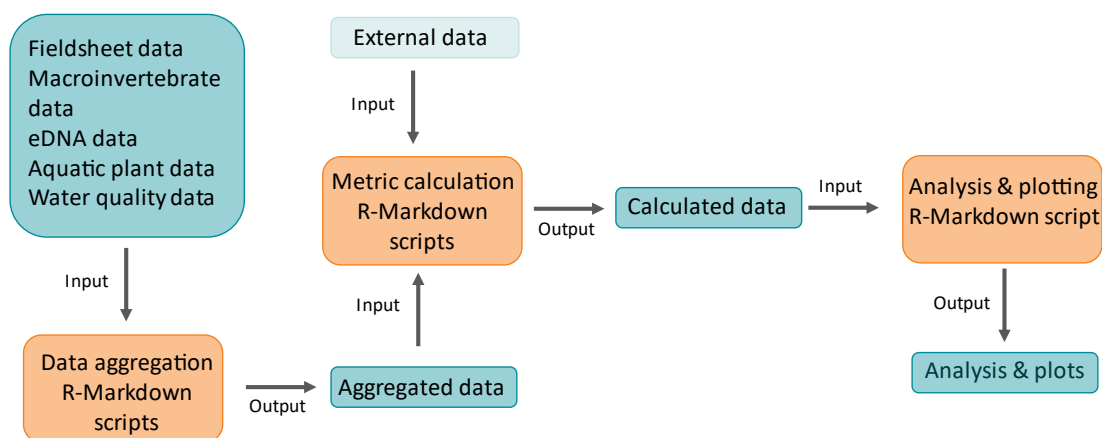 Fieldsheet data
Macroinvertebrate
data
eDNA data
Aquatic plant data
Water quality data
Input
Data aggregation
R-Markdown
scripts
Output
Aggregated data
Input
External data
Input
Metric calculation
R-Markdown
scripts
Output
Calculated data
Input
Analysis & plotting
R-Markdown script
Output
Analysis & plots